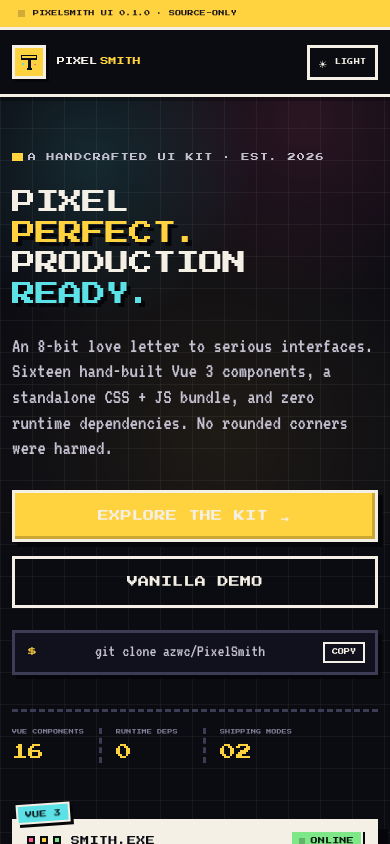 PIXELSMITH UI 0.1.0 · SOURCE-ONLY
PIXELSMITH
☀ LIGHT
A HANDCRAFTED UI KIT · EST. 2026
PIXEL
PERFECT.
PRODUCTION
READY.
An 8-bit love letter to serious interfaces.
Sixteen hand-built Vue 3 components, a
standalone CSS + JS bundle, and zero
runtime dependencies. No rounded corners
were harmed.
EXPLORE THE KIT →
VANILLA DEMO
$ git clone azwc/PixelSmith COPY
VUE COMPONENTS RUNTIME DEPS SHIPPING MODES
16 0 02
VUE 3
SMITH.EXE ONLINE